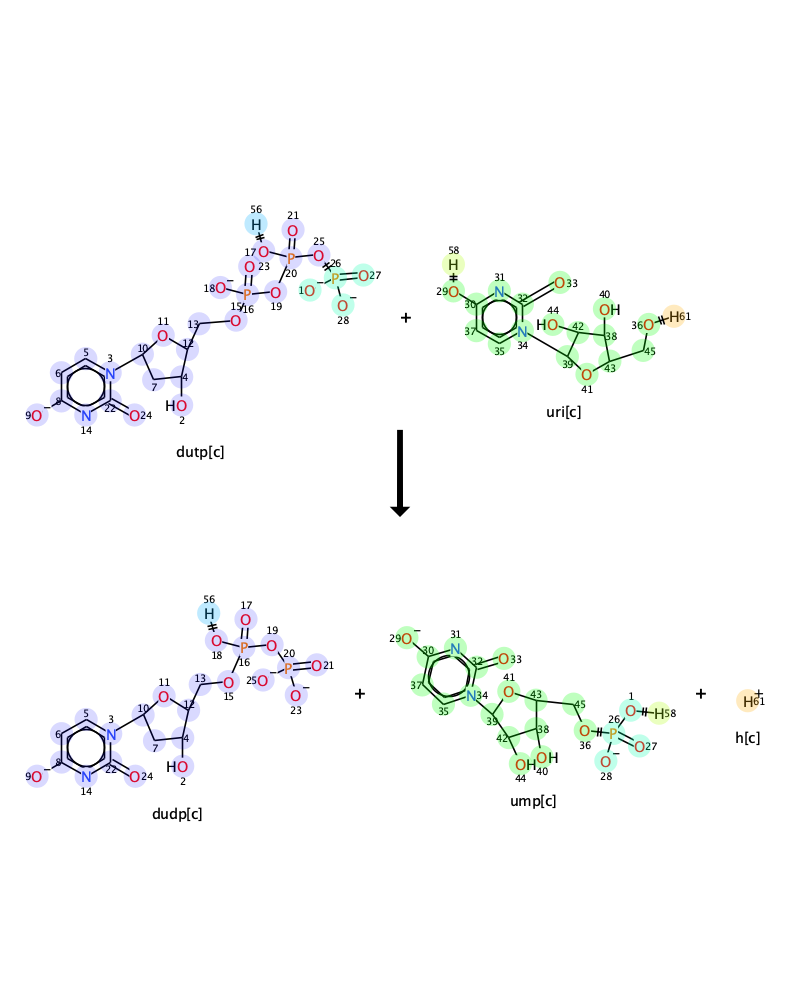 56
H
21
O
17
O
25
O
O 23
P
20
26
P
O27
18O−
P
16
O
19
1O−
O−
28
11
O
13
15
O
12
10
5
3
N
6
7
4
8
9O−
22
N
14
O24
HO
2
dutp[c]
+
58
H
29O
30
31
N
32
O33
37
35
N
34
44
HO
42
40
OH
38
36O
H61
45
39
43
O
41
uri[c]
56
H
17
O
O
18
P
16
19
O
20
P
O21
25O−
O−
23
13
O
15
11
O
12
10
5
3
N
6
7
4
8
9O−
22
N
14
O24
HO
2
dudp[c]
+
29O−
30
31
N
32
O33
37
35
N
34
41
O
43
45
39
42
38
OH
44
OH
40
O
36
1
O
H58
26
P
O27
O−
28
ump[c]
+
H61+
h[c]